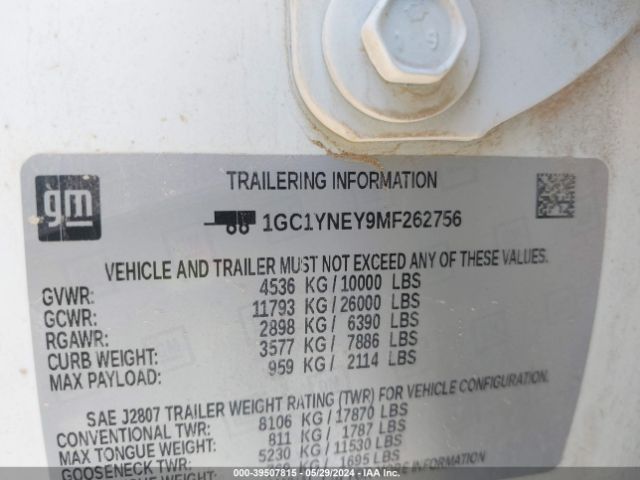 gm
TRAILERING INFORMATION
1GC1YNEY9MF262756
VEHICLE AND TRAILER MUST NOT EXCEED ANY OF THESE VALUES.
GVWR: 4536 KG / 10000 LBS
GCWR: 11793 KG / 26000 LBS
RGAWR: 2898 KG / 6390 LBS
CURB WEIGHT: 3577 KG / 7886 LBS
MAX PAYLOAD: 959 KG / 2114 LBS
SAE J2807 TRAILER WEIGHT RATING (TWR) FOR VEHICLE CONFIGURATION.
CONVENTIONAL TWR: 8106 KG / 17870 LBS
MAX TONGUE WEIGHT: 811 KG / 1787 LBS
GOOSENECK TWR: 5230 KG / 11530 LBS
WEIGHT: 1695 LBS
INFORMATION
000-39507815 - 05/29/2024 - IAA Inc.